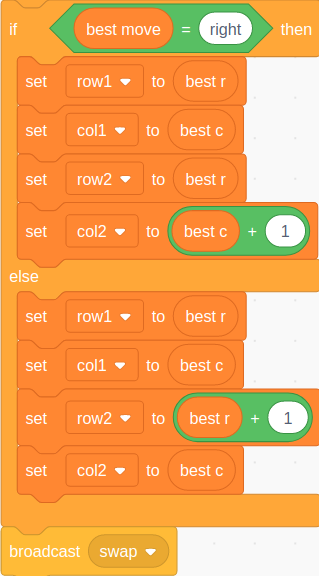 if best move = right then
set row1 to best r
set col1 to best c
set row2 to best r
set col2 to best c + 1
else
set row1 to best r
set col1 to best c
set row2 to best r + 1
set col2 to best c
broadcast swap